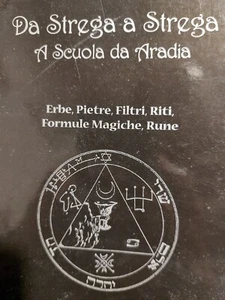 Da Strega a Strega
A Scuola da Aradia
Erbe, Pietre, Filtri, Riti,
Formule Magiche, Rune